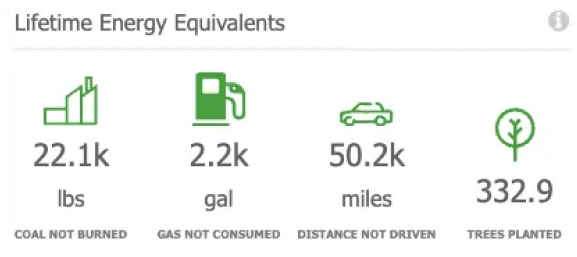 Lifetime Energy Equivalents
i
22.1k 2.2k 50.2k 332.9
lbs gal miles
COAL NOT BURNED GAS NOT CONSUMED DISTANCE NOT DRIVEN TREES PLANTED